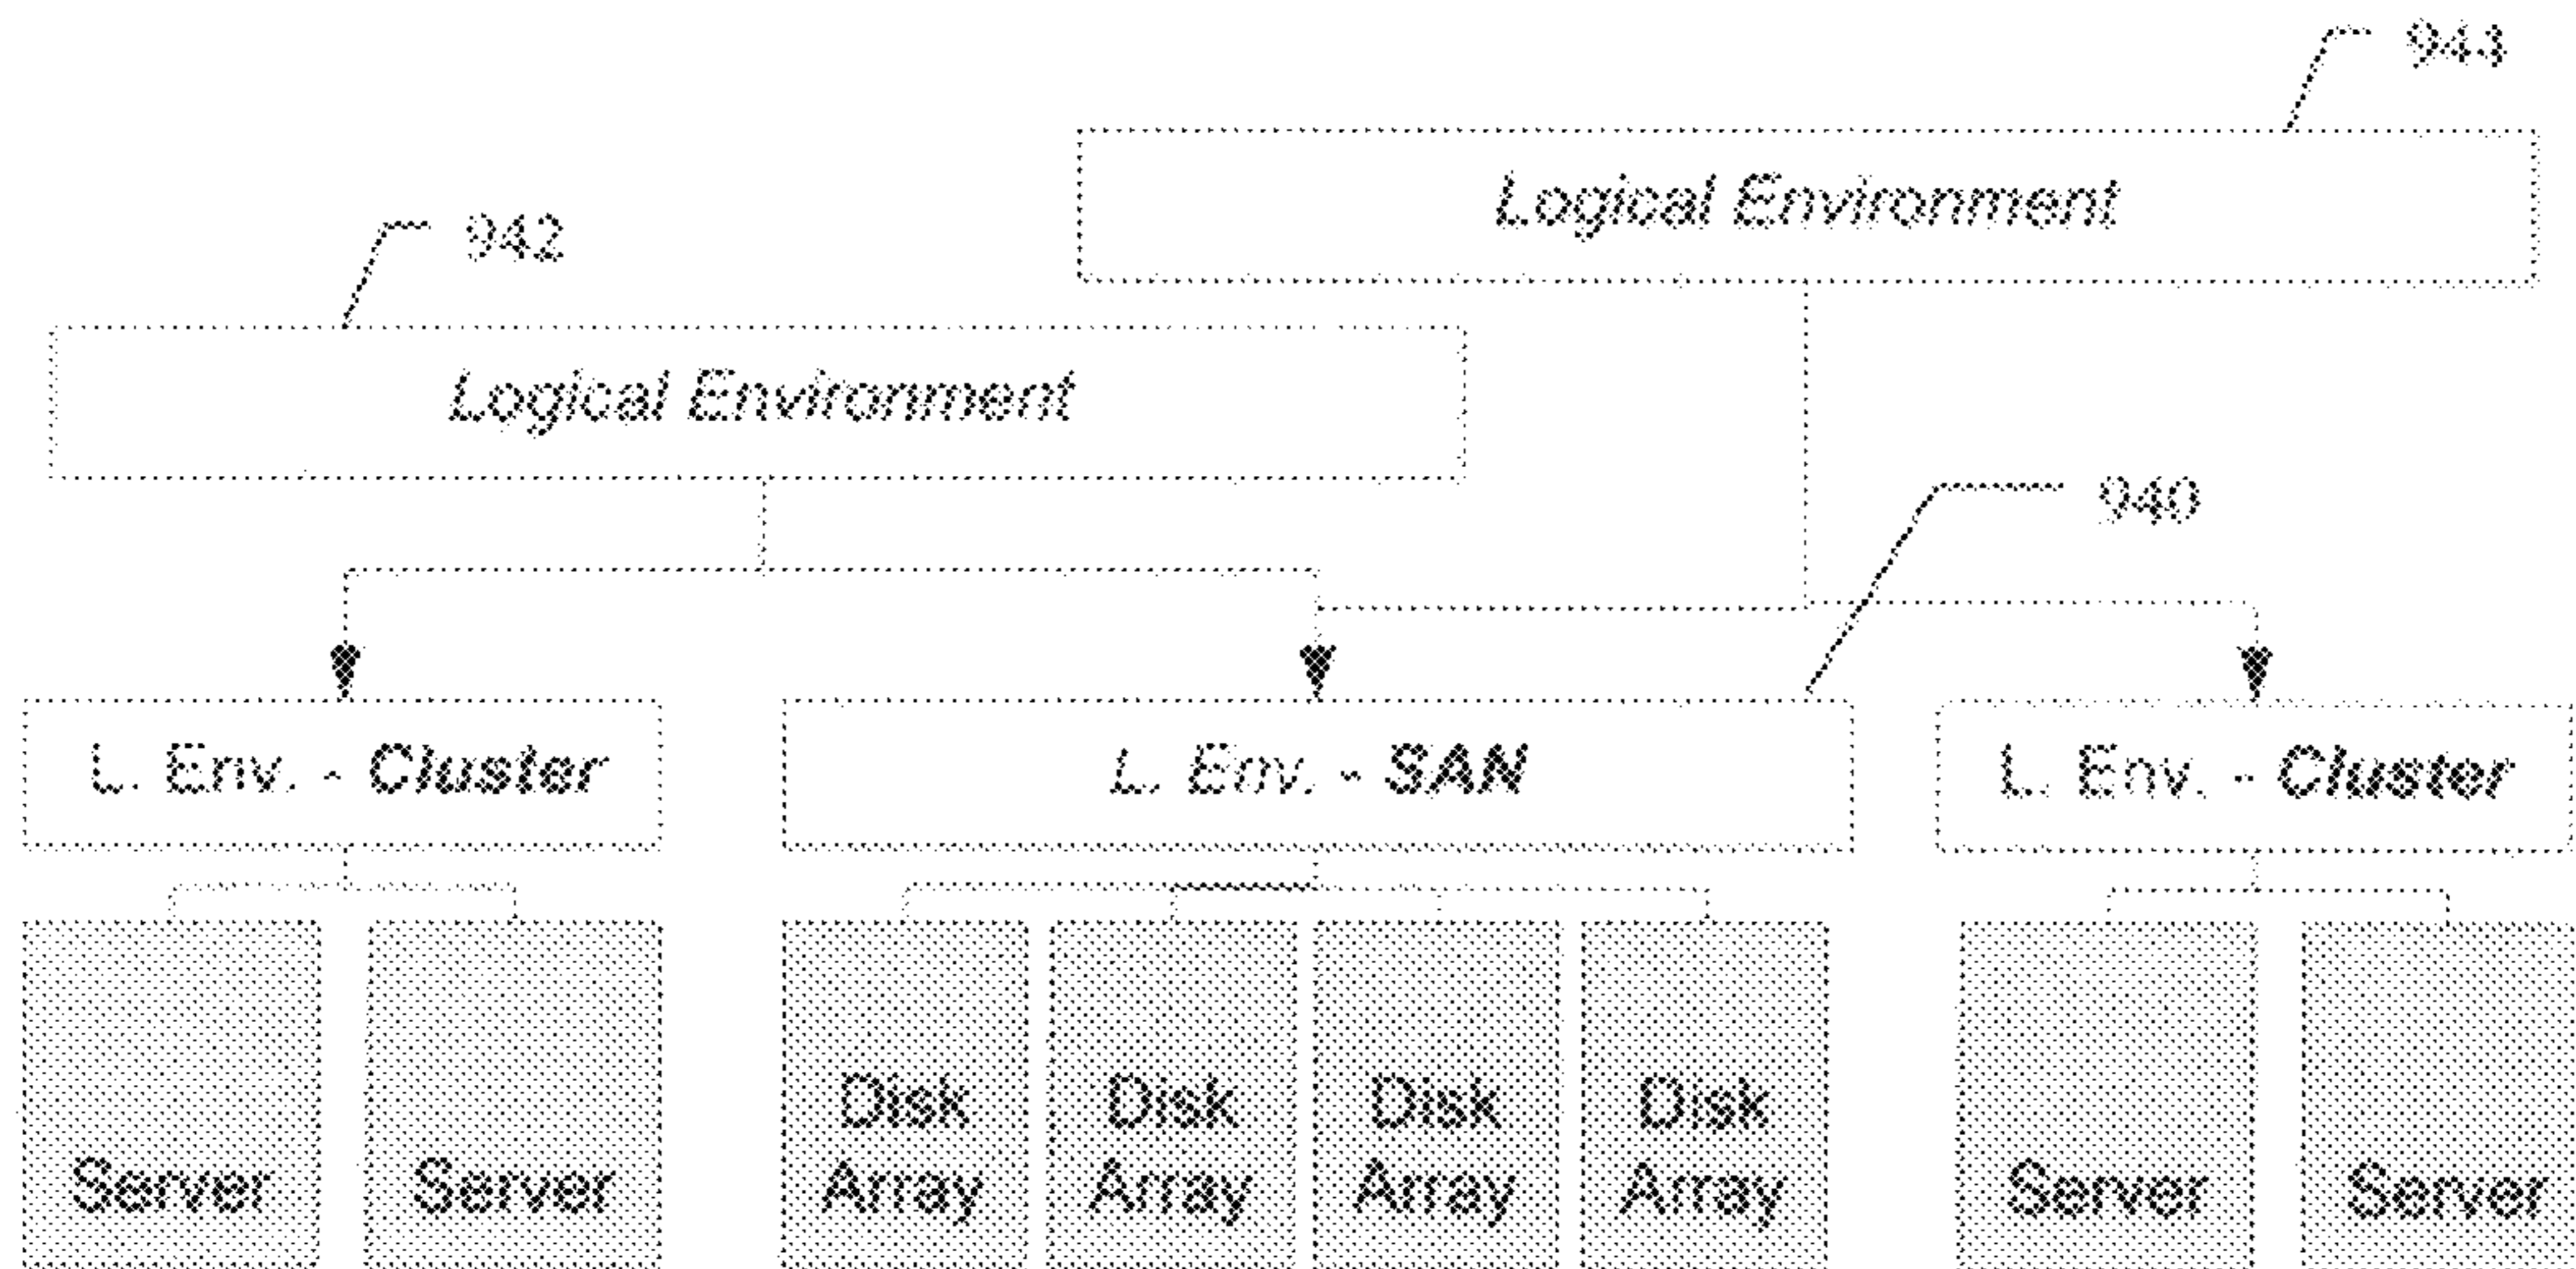 944
Logical Environment
942
Logical Environment
940
L. Env. - Cluster
L. Env. - SAN
L. Env. - Cluster
Server
Server
Disk
Array
Disk
Array
Disk
Array
Disk
Array
Server
Server